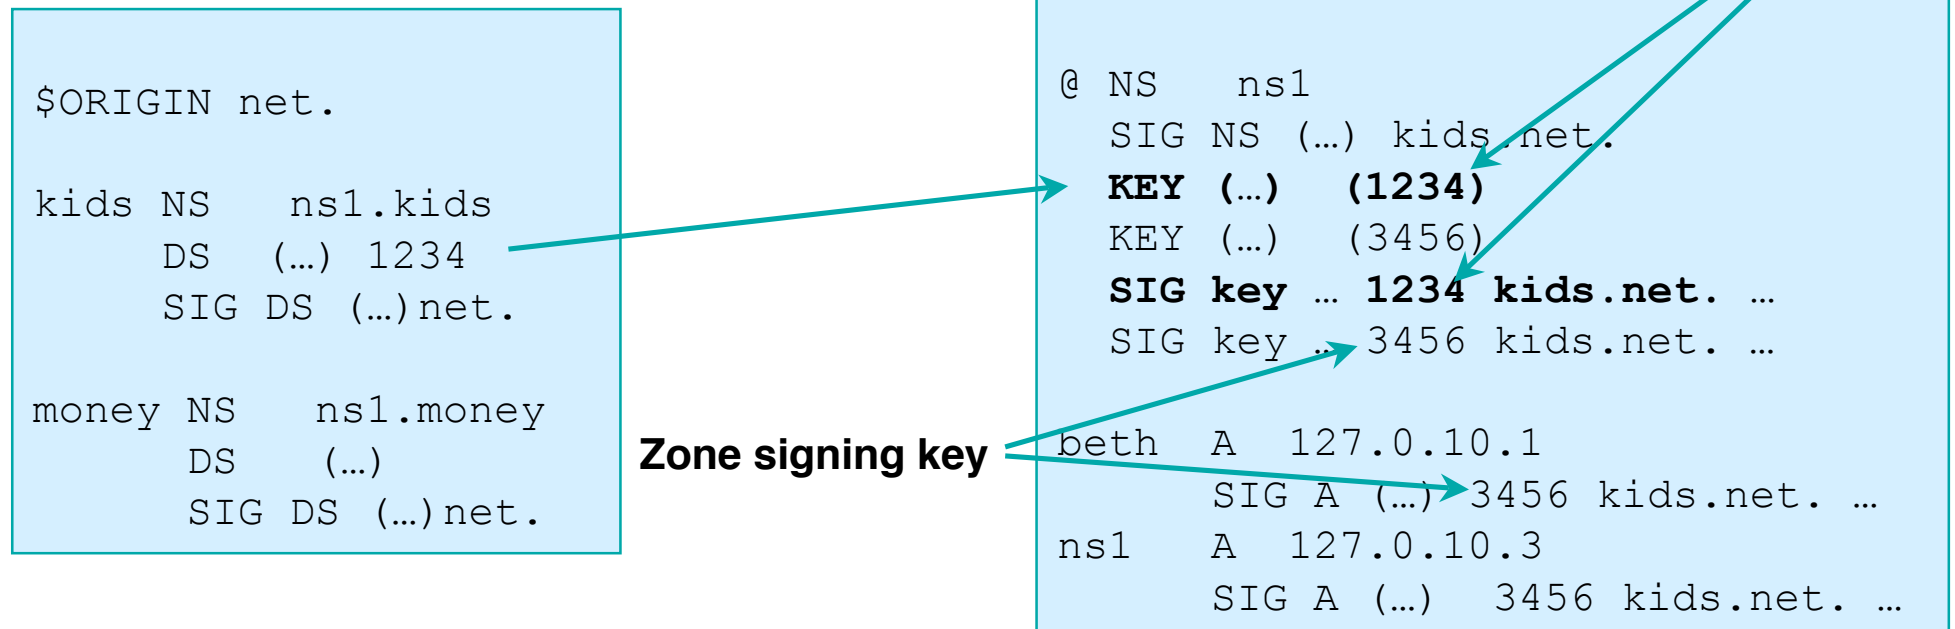 $ORIGIN net.
kids NS ns1.kids
DS (…) 1234
SIG DS (…)net.
money NS ns1.money
DS (…)
SIG DS (…)net.
Zone signing key
@ NS ns1
SIG NS (…) kids.net.
KEY (…) (1234)
KEY (…) (3456)
SIG key … 1234 kids.net. …
SIG key … 3456 kids.net. …
beth A 127.0.10.1
SIG A (…) 3456 kids.net. …
ns1 A 127.0.10.3
SIG A (…) 3456 kids.net. …